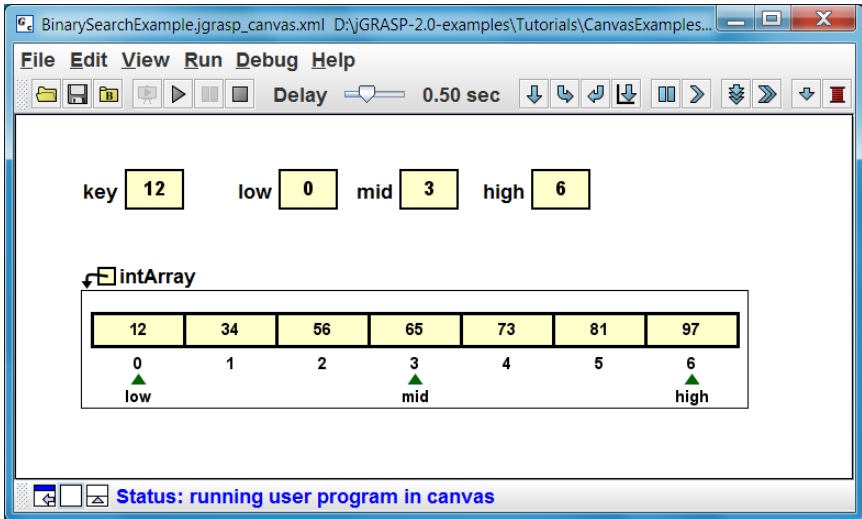 BinarySearchExample.jgrasp_canvas.xml D:\jGRASP-2.0-examples\Tutorials\CanvasExamples...
File Edit View Run Debug Help
Delay 0.50 sec
key 12 low 0 mid 3 high 6
intArray
12 34 56 65 73 81 97
0 1 2 3 4 5 6
low mid high
Status: running user program in canvas